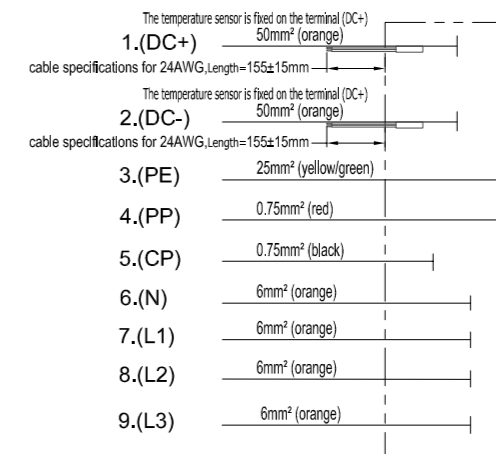 The temperature sensor is fixed on the terminal (DC+)
1.(DC+) 50mm² (orange)
cable specifications for 24AWG,Length=155±15mm
The temperature sensor is fixed on the terminal (DC+)
2.(DC-) 50mm² (orange)
cable specifications for 24AWG,Length=155±15mm
3.(PE) 25mm² (yellow/green)
4.(PP) 0.75mm² (red)
5.(CP) 0.75mm² (black)
6.(N) 6mm² (orange)
7.(L1) 6mm² (orange)
8.(L2) 6mm² (orange)
9.(L3) 6mm² (orange)